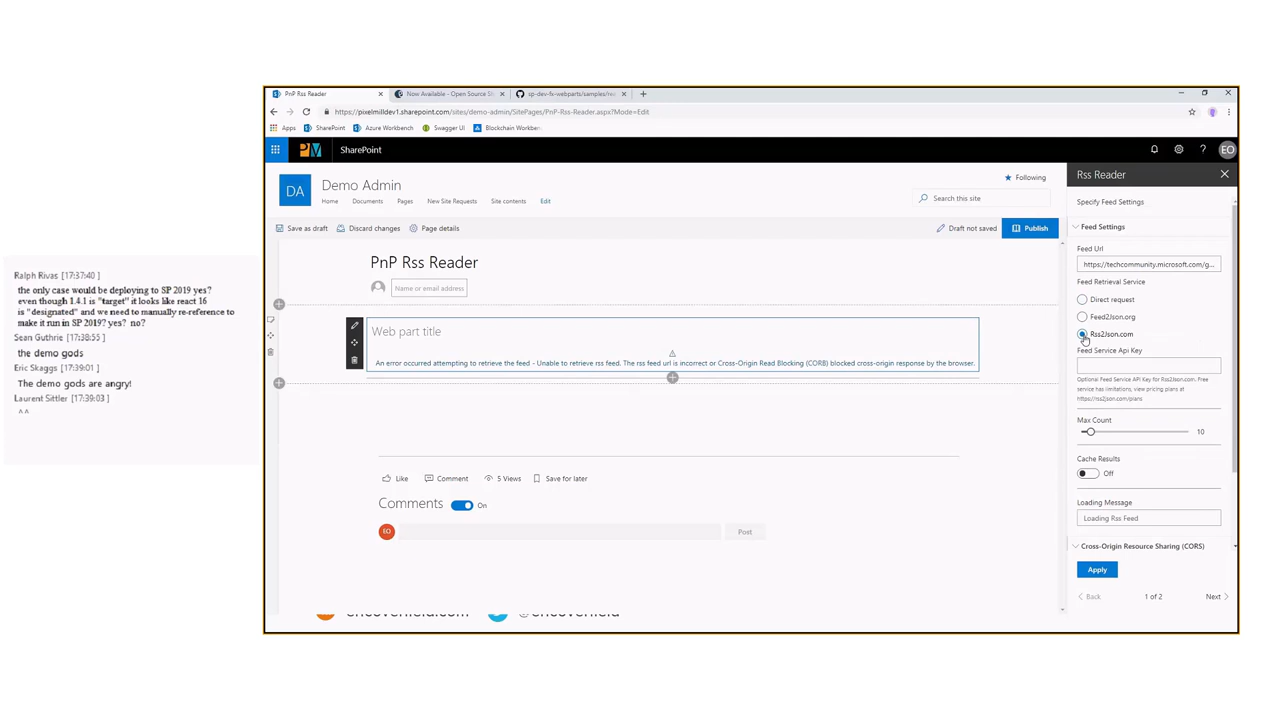 Ralph Rivas [17:37:40 ]
the only case would be deploying to SP 2019 yes?
even though 1.4.1 is "target" it looks like react 16
is "designated" and we need to manually re-reference to
make it run in SP 2019? yes?  no?
Sean Guthrie [17:38:55 ]
the demo gods
Eric Skaggs [17:39:01 ]
The demo gods are angry!
Laurent Sittler [17:39:03 ]
^^
PnP Rss Reader
Now Available - Open Source S
sp-dev-fx-webparts/samples/re
https://pixelmilldev1.sharepoint.com/sites/demo-admin/SitePages/PnP-Rss-Reader.aspx?Mode=Edit
Apps SharePoint Azure Workbench Swagger UI Blockchain Workben
PM SharePoint EO
DA Demo Admin
Home Documents Pages New Site Requests Site contents Edit
Following
Search this site
Save as draft Discard changes Page details Draft not saved Publish
PnP Rss Reader
Name or email address
Web part title
An error occurred attempting to retrieve the feed - Unable to retrieve rss feed. The rss feed url is incorrect or Cross-Origin Read Blocking (CORB) blocked cross-origin response by the browser.
Like Comment 5 Views Save for later
Comments On
EO Post
Rss Reader
Specify Feed Settings
Feed Settings
Feed Url
https://techcommunity.microsoft.com/g...
Feed Retrieval Service
Direct request
Feed2Json.org
Rss2Json.com
Feed Service Api Key
Optional Feed Service API Key for Rss2Json.com. Free
service has limitations, view pricing plans at
https://rss2json.com/plans
Max Count
10
Cache Results
Off
Loading Message
Loading Rss Feed
Cross-Origin Resource Sharing (CORS)
Apply
Back 1 of 2 Next